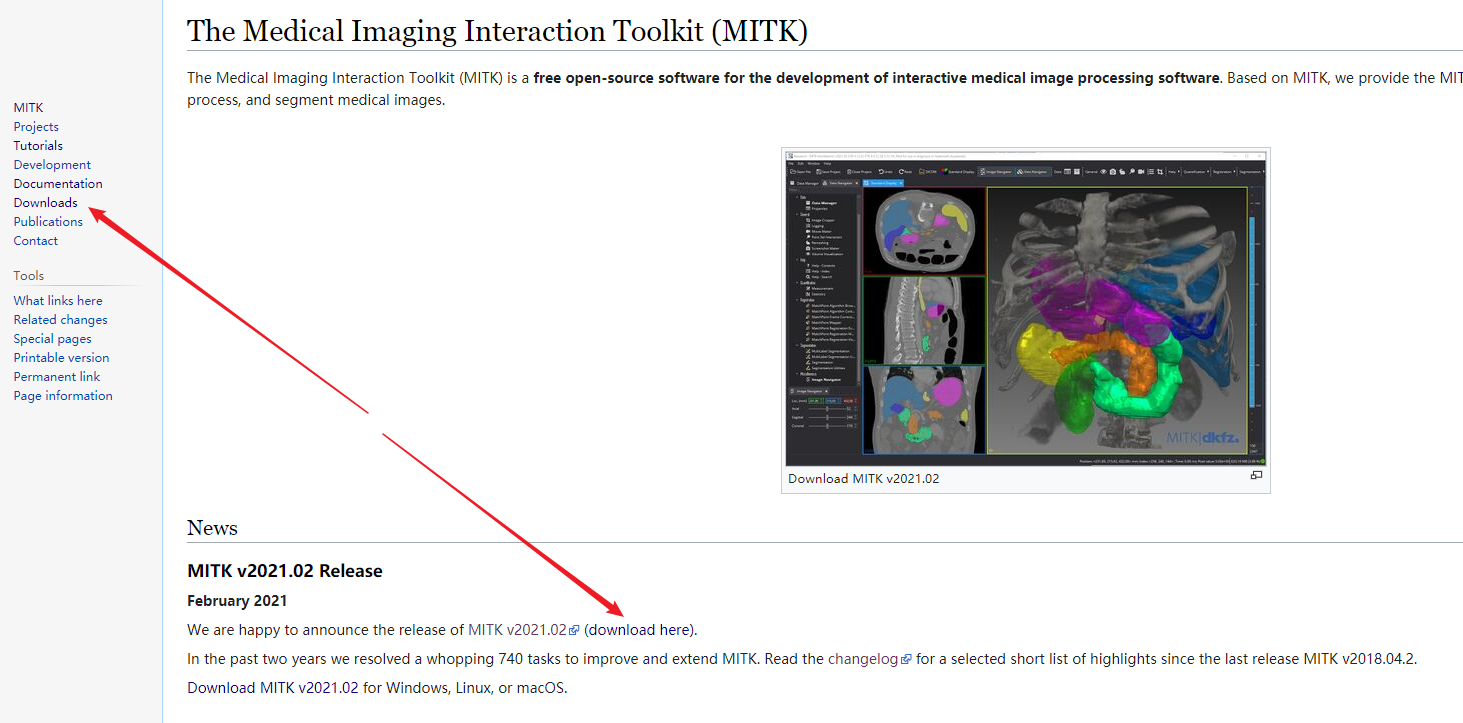 The Medical Imaging Interaction Toolkit (MITK)
The Medical Imaging Interaction Toolkit (MITK) is a free open-source software for the development of interactive medical image processing software. Based on MITK, we provide the MIT
process, and segment medical images.
MITK
Projects
Tutorials
Development
Documentation
Downloads
Publications
Contact
Tools
What links here
Related changes
Special pages
Printable version
Permanent link
Page information
MITK dkfz.
Download MITK v2021.02
News
MITK v2021.02 Release
February 2021
We are happy to announce the release of MITK v2021.02 (download here).
In the past two years we resolved a whopping 740 tasks to improve and extend MITK. Read the changelog for a selected short list of highlights since the last release MITK v2018.04.2.
Download MITK v2021.02 for Windows, Linux, or macOS.